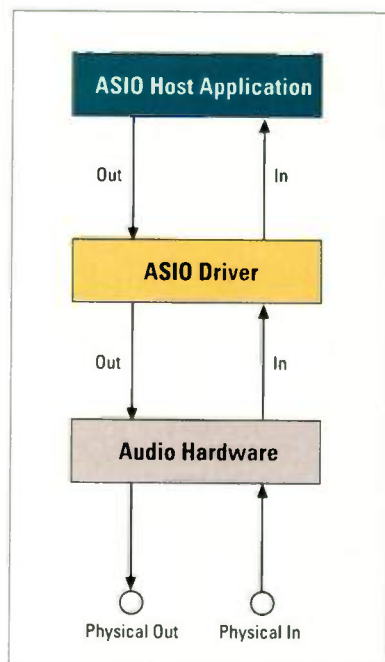 ASIO Host Application
Out
In
ASIO Driver
Out
In
Audio Hardware
Physical Out
Physical In